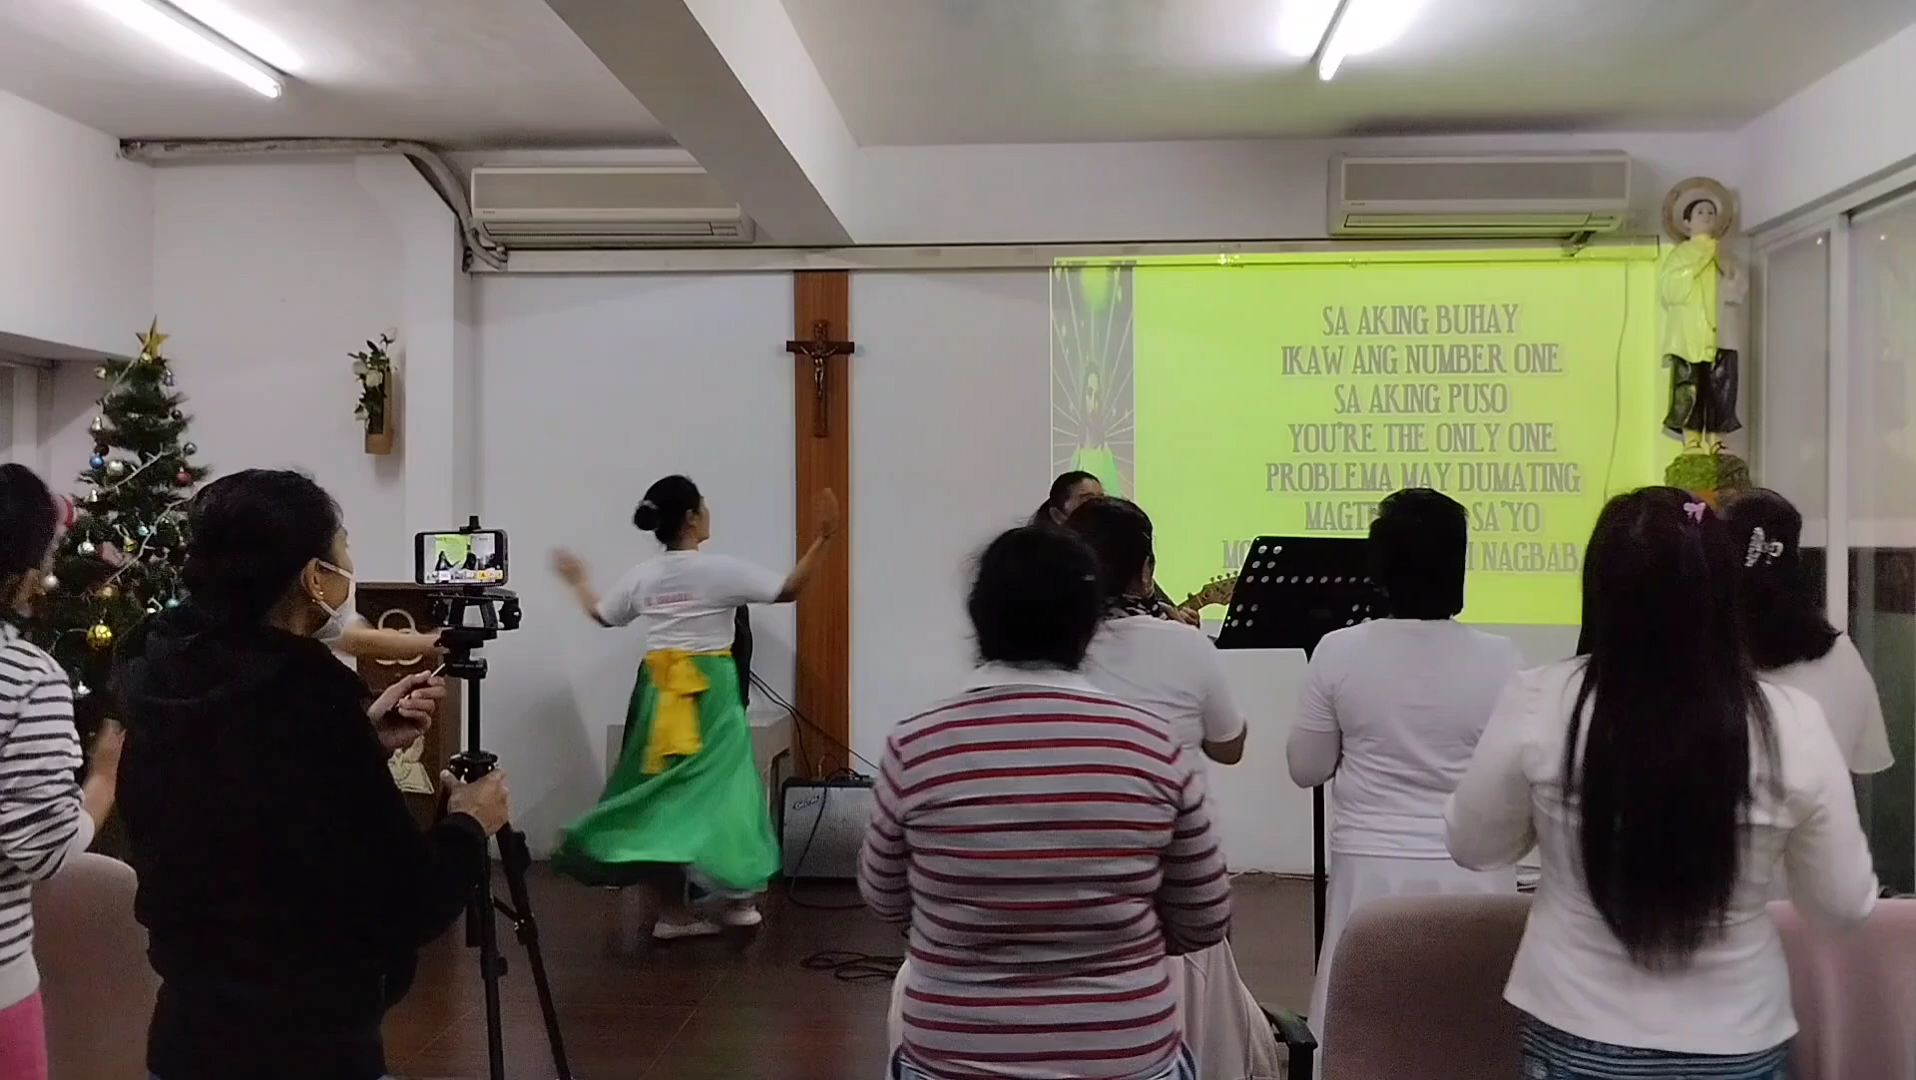 SA AKING BUHAY
IKAW ANG NUMBER ONE
SA AKING PUSO
YOU'RE THE ONLY ONE
PROBLEMA MAY DUMATING
SA'YO